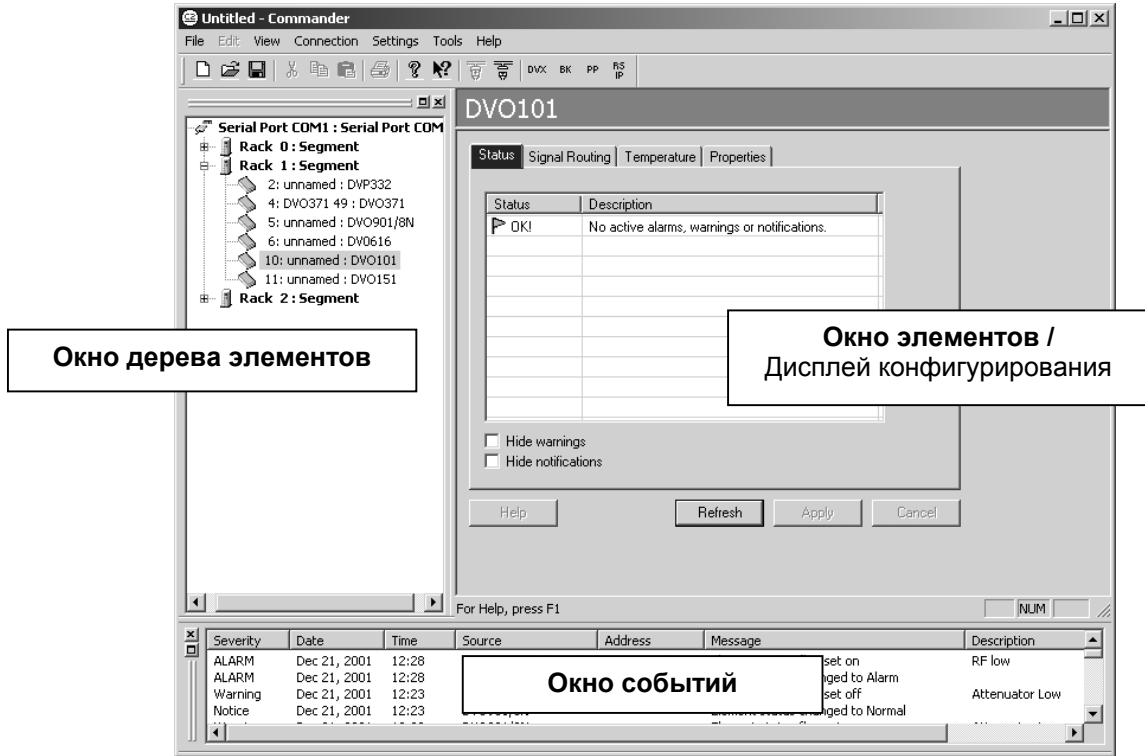 Untitled - Commander
File Edit View Connection Settings Tools Help
DVX BK PP RS IP
DVO101
Serial Port COM1 : Serial Port COM
Rack 0 : Segment
Rack 1 : Segment
2: unnamed : DVP332
4: DVO371 49 : DVO371
5: unnamed : DVO901/8N
6: unnamed : DV0616
10: unnamed : DVO101
11: unnamed : DVO151
Rack 2 : Segment
Окно дерева элементов
Status Signal Routing Temperature Properties
Status Description
OK! No active alarms, warnings or notifications.
Окно элементов /
Дисплей конфигурирования
Hide warnings
Hide notifications
Help Refresh Apply Cancel
For Help, press F1 NUM
Severity Date Time Source Address Message Description
ALARM Dec 21, 2001 12:28 set on RF low
ALARM Dec 21, 2001 12:28 to Alarm
Warning Dec 21, 2001 12:23 set off Attenuator Low
Notice Dec 21, 2001 12:23 to Normal
Окно событий